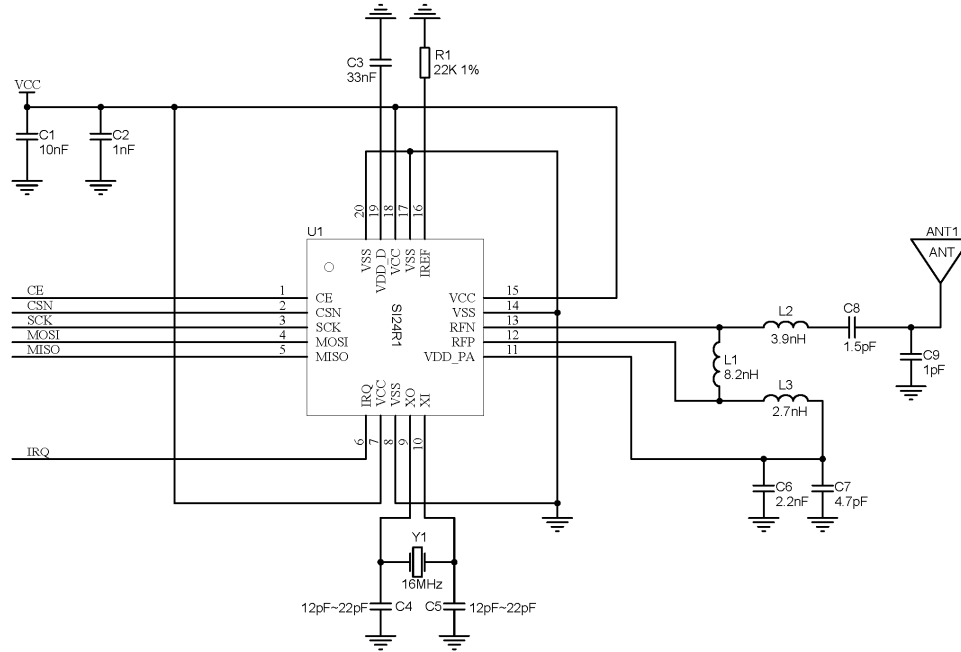 C3
33nF
R1
22K 1%
VCC
C1
10nF
C2
1nF
20
19
18
17
16
U1
VSS
VDD_D
VCC
VSS
IREF
ANT1
ANT
CE
1
CE
CSN
2
CSN
SCK
3
SCK
MOSI
4
MOSI
MISO
5
MISO
SI24R1
VCC
15
VSS
14
RFN
13
RFP
12
VDD_PA
11
L2
3.9nH
C8
1.5pF
C9
1pF
L1
8.2nH
L3
2.7nH
IRQ
VCC
VSS
XO
XI
6
7
8
9
10
IRQ
C6
2.2nF
C7
4.7pF
Y1
16MHz
12pF~22pF
C4
C5
12pF~22pF